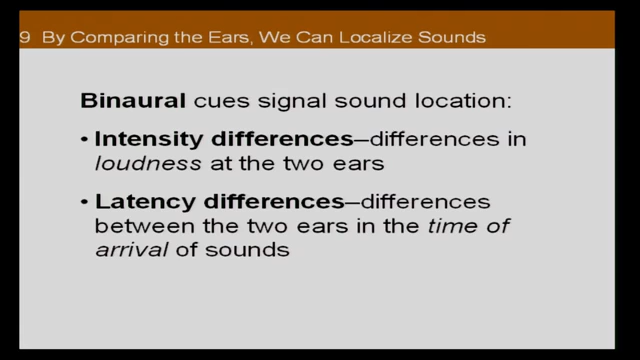 9 By Comparing the Ears, We Can Localize Sounds
Binaural cues signal sound location:
• Intensity differences–differences in
loudness at the two ears
• Latency differences–differences
between the two ears in the time of
arrival of sounds